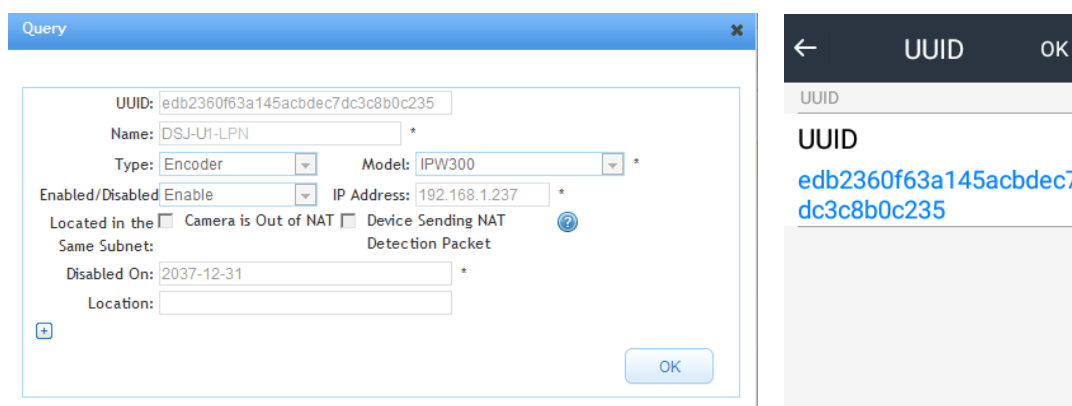 Query
UUID: edb2360f63a145acbdec7dc3c8b0c235
Name: DSJ-U1-LPN *
Type: Encoder Model: IPW300 *
Enabled/Disabled Enable IP Address: 192.168.1.237 *
Located in the Camera is Out of NAT Device Sending NAT ?
Same Subnet: Detection Packet
Disabled On: 2037-12-31 *
Location:
+
OK
UUID OK
UUID
UUID
edb2360f63a145acbdec7
dc3c8b0c235